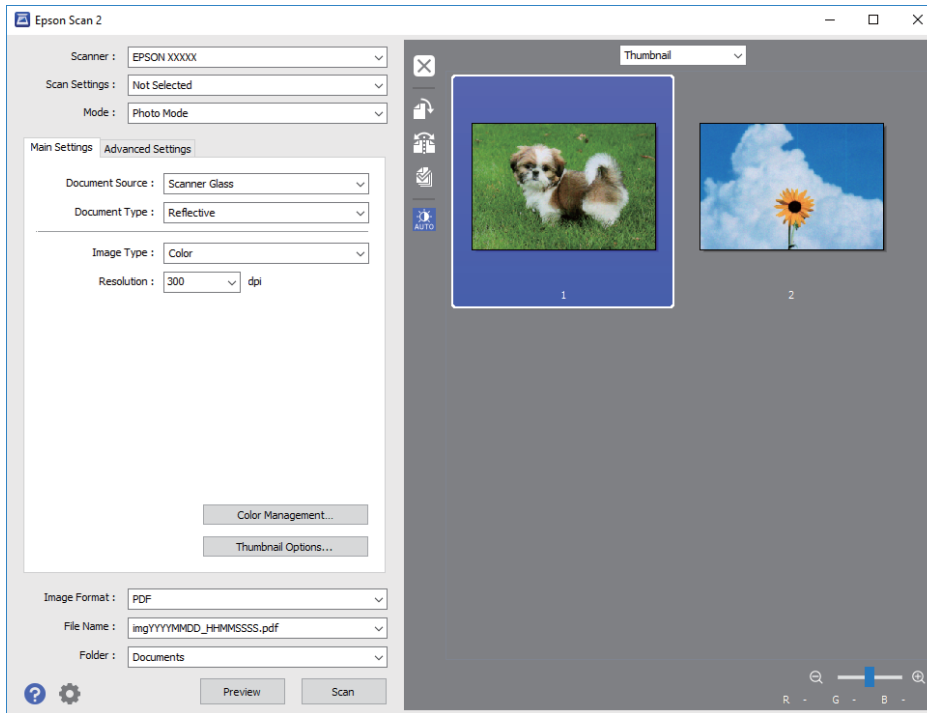 Epson Scan 2
Scanner : EPSON XXXXX
Scan Settings : Not Selected
Mode : Photo Mode
Main Settings Advanced Settings
Document Source : Scanner Glass
Document Type : Reflective
Image Type : Color
Resolution : 300 dpi
Color Management...
Thumbnail Options...
Image Format : PDF
File Name : imgYYYYMMDD_HHMMSSSS.pdf
Folder : Documents
Preview Scan
Thumbnail
AUTO
1 2
R - G - B -